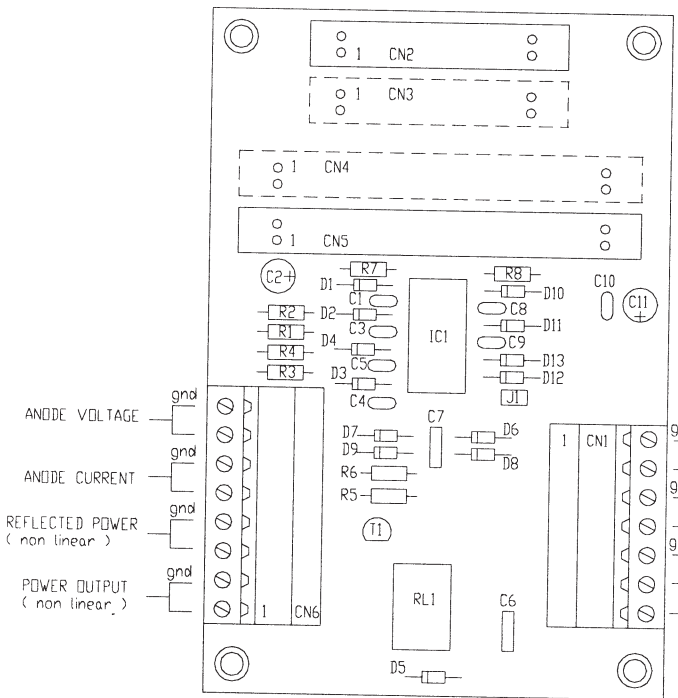 1 CN2
1 CN3
1 CN4
1 CN5
C2+
R7
R8
D1
D10
C10
C1
C11
+
R2
D2
C8
IC1
R1
C3
D11
D4
C9
R4
C5
D13
R3
D3
D12
C4
J1
gnd
ANODE VOLTAGE
C7
D7
D6
1 CN1
g
gnd
D9
D8
ANODE CURRENT
R6
g
R5
gnd
REFLECTED POWER
( non linear )
T1
g
gnd
POWER OUTPUT
( non linear )
RL1
C6
1 CN6
D5